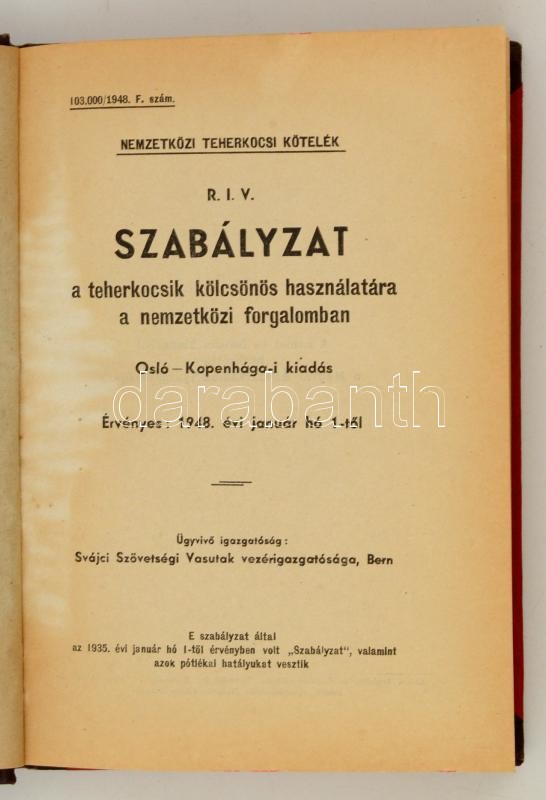 103.000/1948. F. szám.
NEMZETKÖZI TEHERKOCSI KÖTELÉK
R. I. V.
SZABÁLYZAT
a teherkocsik kölcsönös használatára
a nemzetközi forgalomban
Osló–Kopenhága-i kiadás
darabanth
Érvényes: 1948. évi január hó 1-től
Ügyvivő igazgatóság:
Svájci Szövetségi Vasutak vezérigazgatósága, Bern
E szabályzat által
az 1935. évi január hó 1-től érvényben volt „Szabályzat", valamint
azok pótlékai hatályukat vesztik